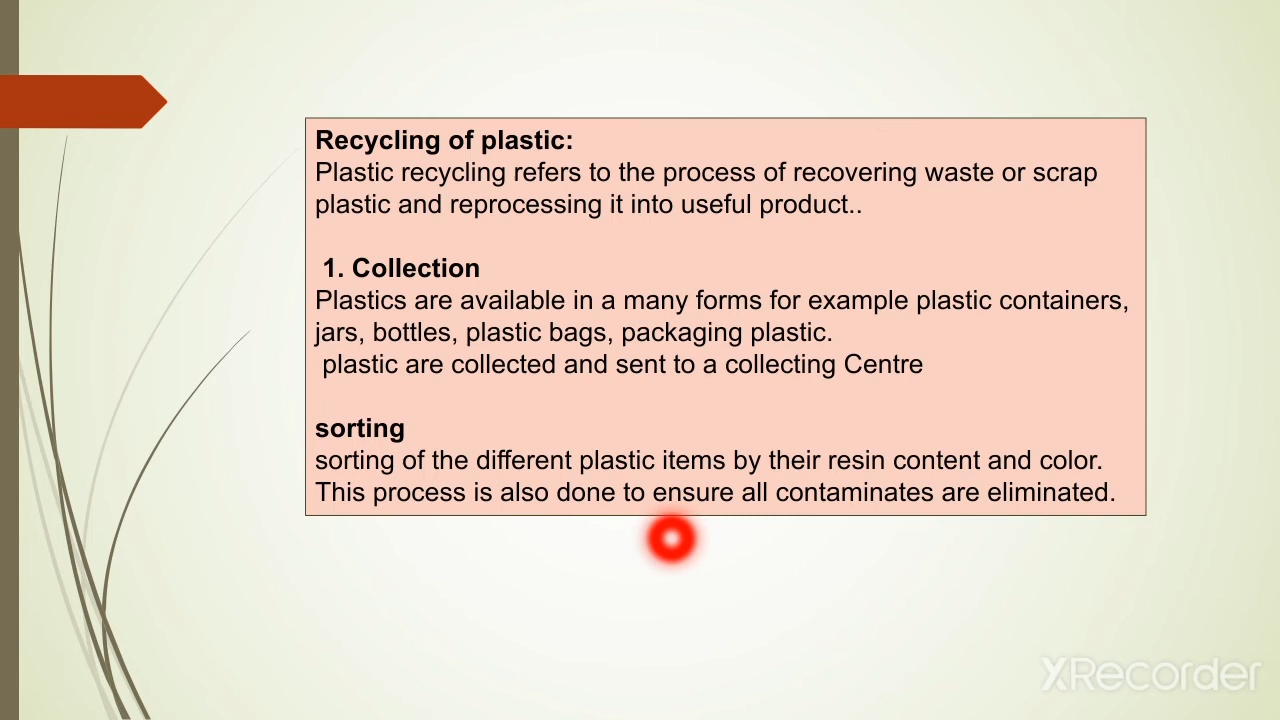 Recycling of plastic:
Plastic recycling refers to the process of recovering waste or scrap
plastic and reprocessing it into useful product..
1. Collection
Plastics are available in a many forms for example plastic containers,
jars, bottles, plastic bags, packaging plastic.
plastic are collected and sent to a collecting Centre
sorting
sorting of the different plastic items by their resin content and color.
This process is also done to ensure all contaminates are eliminated.
XRecorder